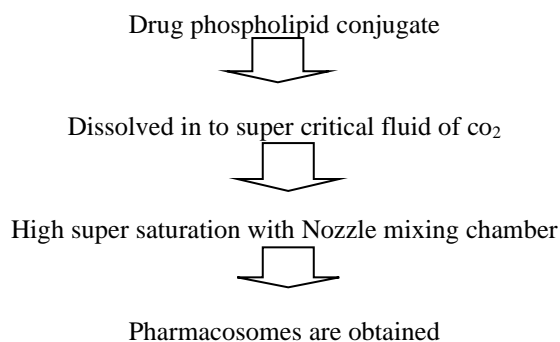 Drug phospholipid conjugate
Dissolved in to super critical fluid of co₂
High super saturation with Nozzle mixing chamber
Pharmacosomes are obtained